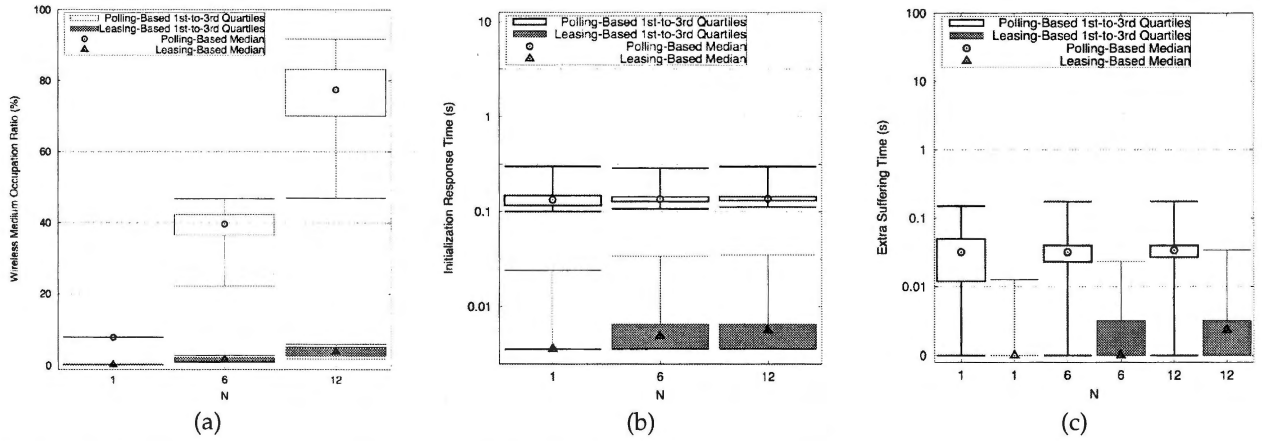 Wireless Medium Occupation Ratio (%)
100
80
60
40
20
0
Polling-Based 1st-to-3rd Quartiles
Leasing-Based 1st-to-3rd Quartiles
Polling-Based Median
Leasing-Based Median
1
6
12
N
(a)
Initialization Response Time (s)
10
1
0.1
0.01
Polling-Based 1st-to-3rd Quartiles
Leasing-Based 1st-to-3rd Quartiles
Polling-Based Median
Leasing-Based Median
1
6
12
N
(b)
Extra Suffering Time (s)
100
10
1
0.1
0.01
0
Polling-Based 1st-to-3rd Quartiles
Leasing-Based 1st-to-3rd Quartiles
Polling-Based Median
Leasing-Based Median
1
1
6
6
12
12
N
(c)